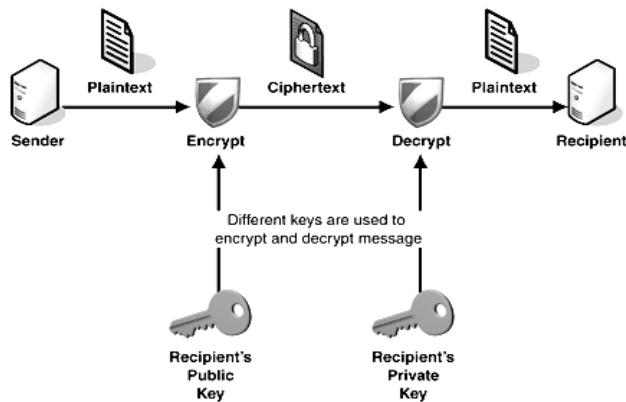 Plaintext
Ciphertext
Plaintext
Sender
Encrypt
Decrypt
Recipient
Different keys are used to
encrypt and decrypt message
Recipient's
Public
Key
Recipient's
Private
Key